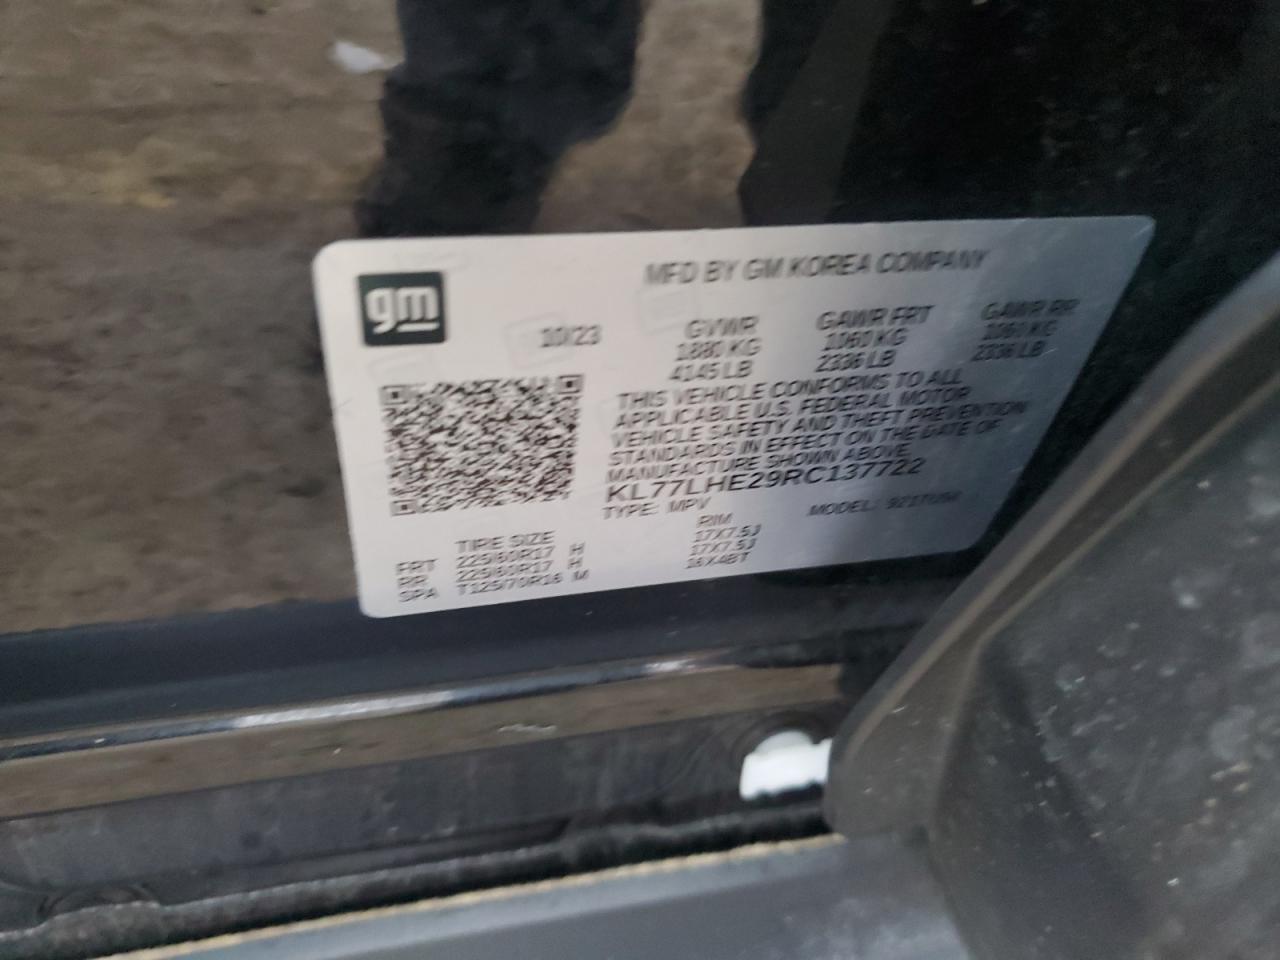 gm
MFD BY GM KOREA COMPANY
10/23
GVWR GAWR FRT GAWR RR
1880 KG 1060 KG 1060 KG
4145 LB 2336 LB 2336 LB
THIS VEHICLE CONFORMS TO ALL
APPLICABLE U.S. FEDERAL MOTOR
VEHICLE SAFETY AND THEFT PREVENTION
STANDARDS IN EFFECT ON THE DATE OF
MANUFACTURE SHOWN ABOVE
KL77LHE29RC137722
TYPE: MPV MODEL:
TIRE SIZE RIM
FRT 225/60R17 H 17X7.5J
RR 225/60R17 H 17X7.5J
SPA T125/70R16 M 16X4BT